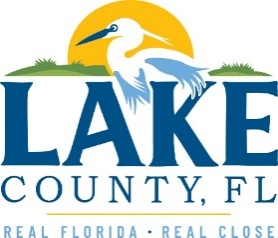 LAKE
COUNTY, FL
REAL FLORIDA • REAL CLOSE